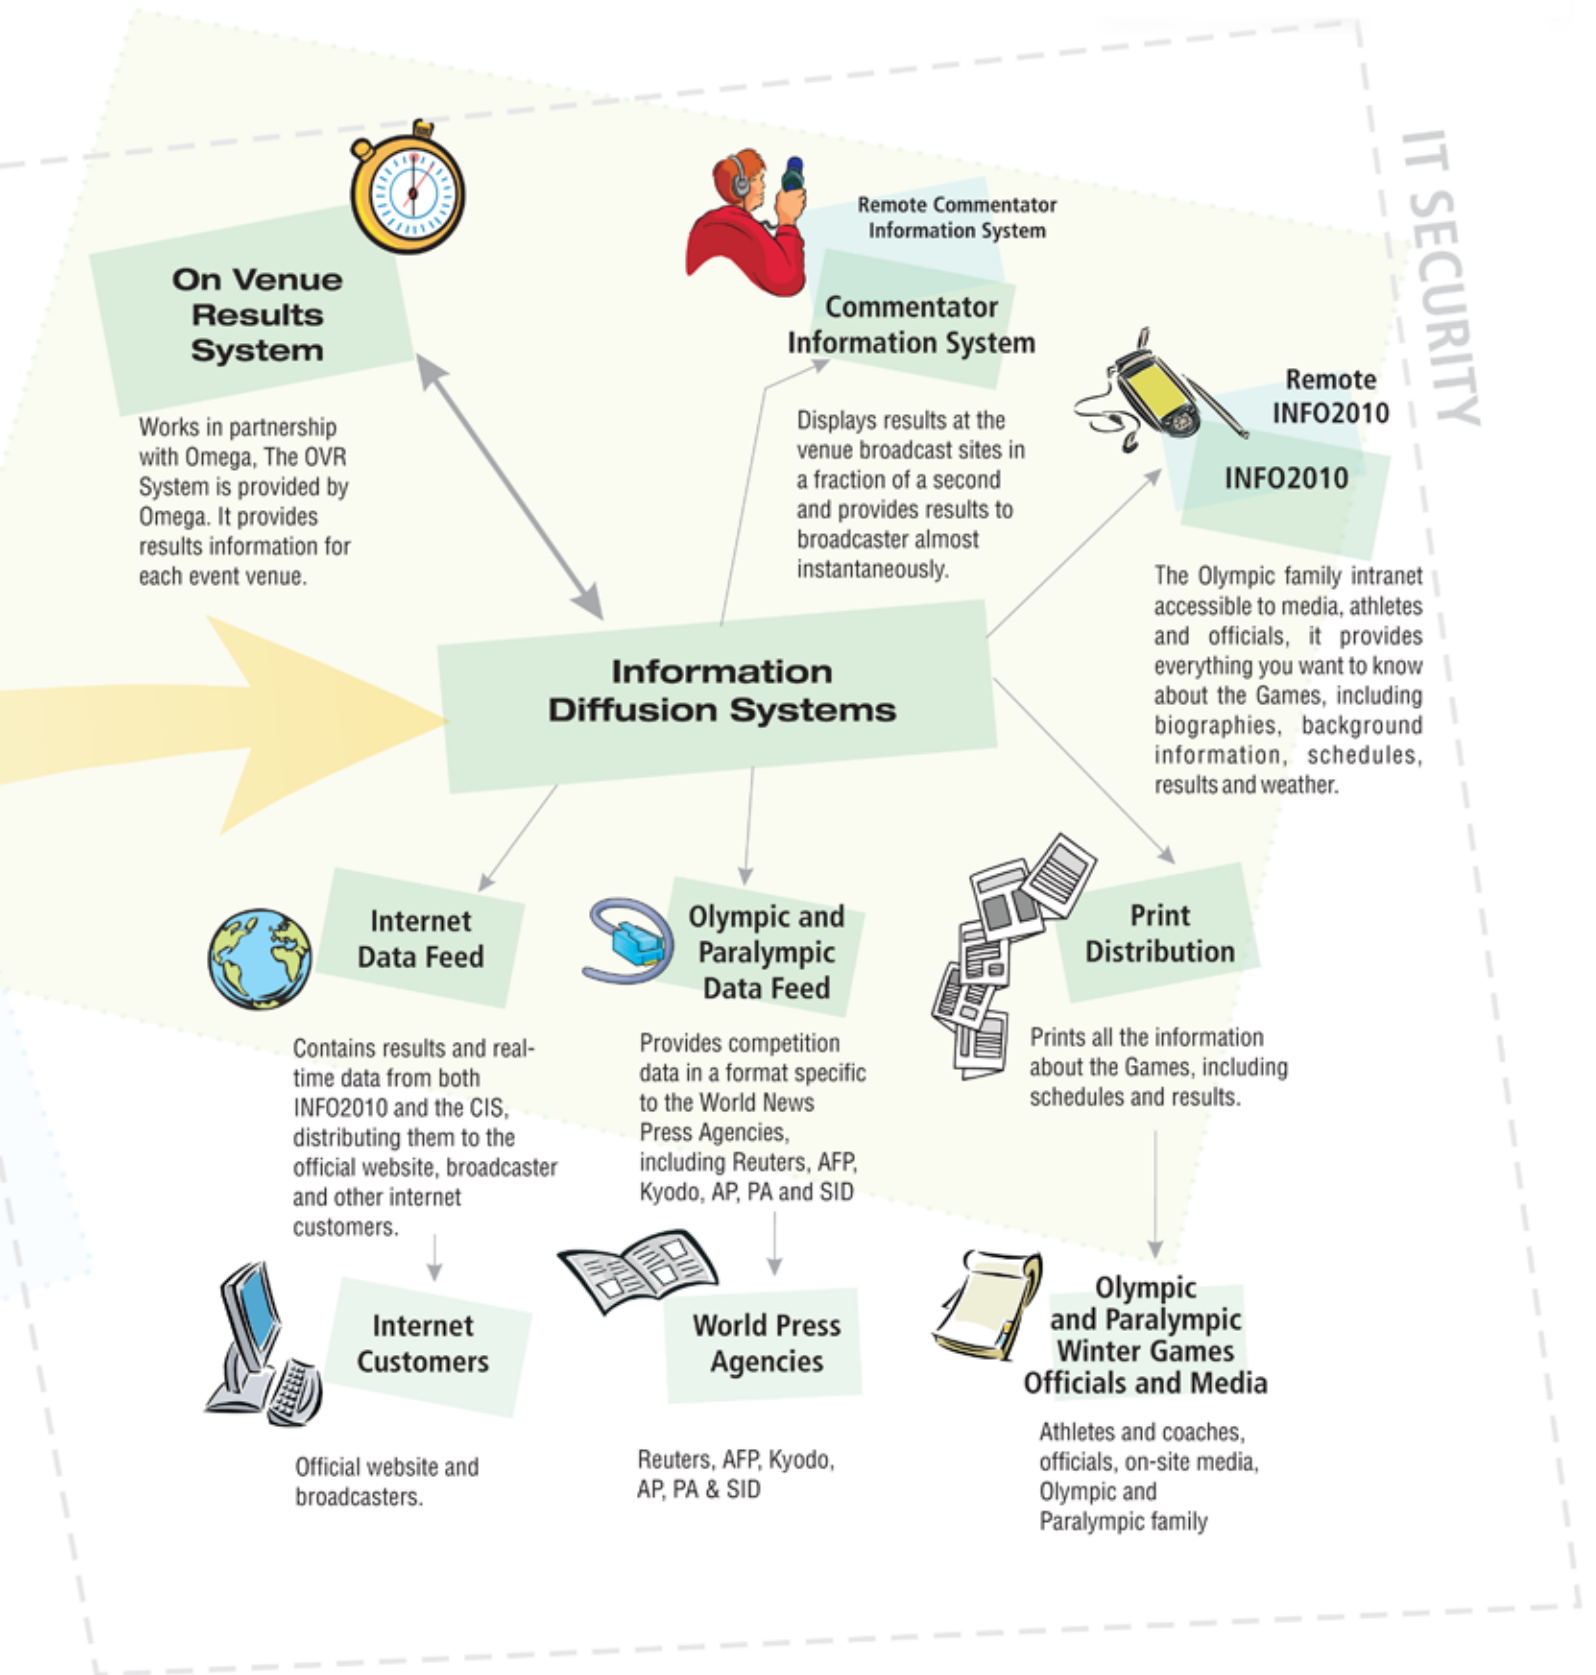 IT SECURITY
On Venue
Results
System
Works in partnership
with Omega, The OVR
System is provided by
Omega. It provides
results information for
each event venue.
Remote Commentator
Information System
Commentator
Information System
Displays results at the
venue broadcast sites in
a fraction of a second
and provides results to
broadcaster almost
instantaneously.
Remote
INFO2010
INFO2010
The Olympic family intranet
accessible to media, athletes
and officials, it provides
everything you want to know
about the Games, including
biographies, background
information, schedules,
results and weather.
Information
Diffusion Systems
Internet
Data Feed
Contains results and real-
time data from both
INFO2010 and the CIS,
distributing them to the
official website, broadcaster
and other internet
customers.
Olympic and
Paralympic
Data Feed
Provides competition
data in a format specific
to the World News
Press Agencies,
including Reuters, AFP,
Kyodo, AP, PA and SID
Print
Distribution
Prints all the information
about the Games, including
schedules and results.
Internet
Customers
Official website and
broadcasters.
World Press
Agencies
Reuters, AFP, Kyodo,
AP, PA & SID
Olympic
and Paralympic
Winter Games
Officials and Media
Athletes and coaches,
officials, on-site media,
Olympic and
Paralympic family